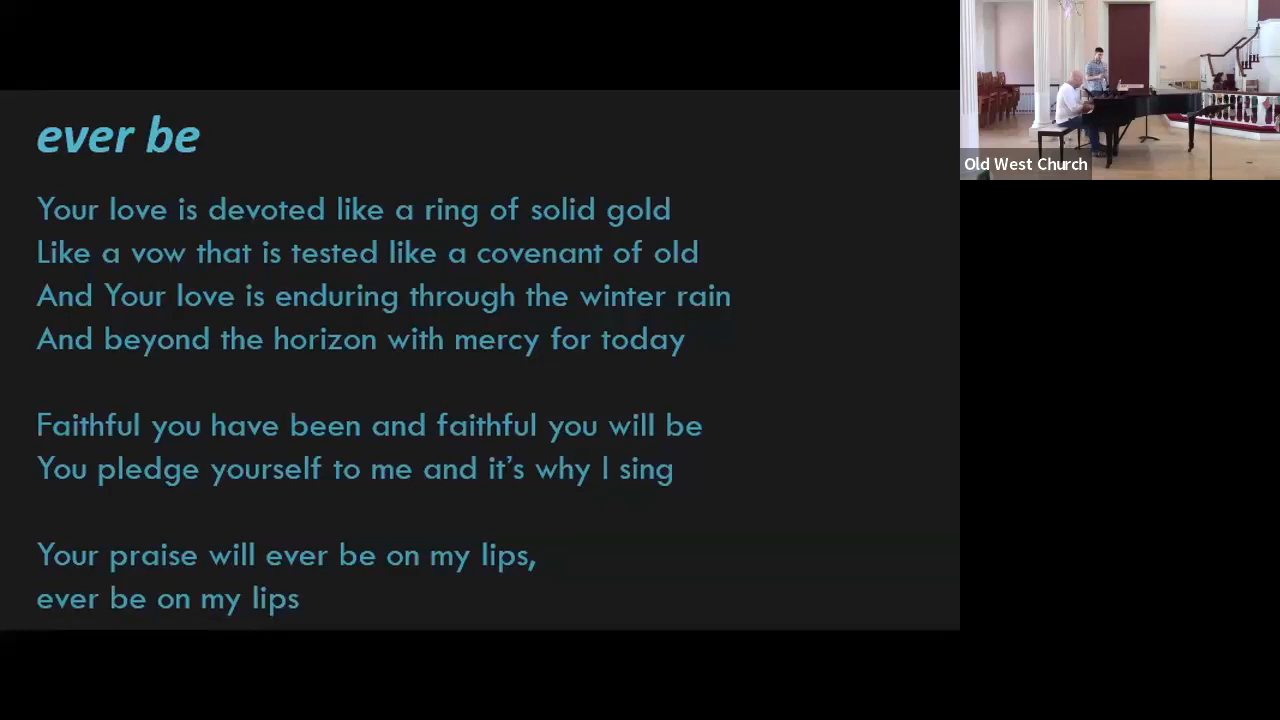 ever be
Your love is devoted like a ring of solid gold
Like a vow that is tested like a covenant of old
And Your love is enduring through the winter rain
And beyond the horizon with mercy for today
Faithful you have been and faithful you will be
You pledge yourself to me and it's why I sing
Your praise will ever be on my lips,
ever be on my lips
Old West Church